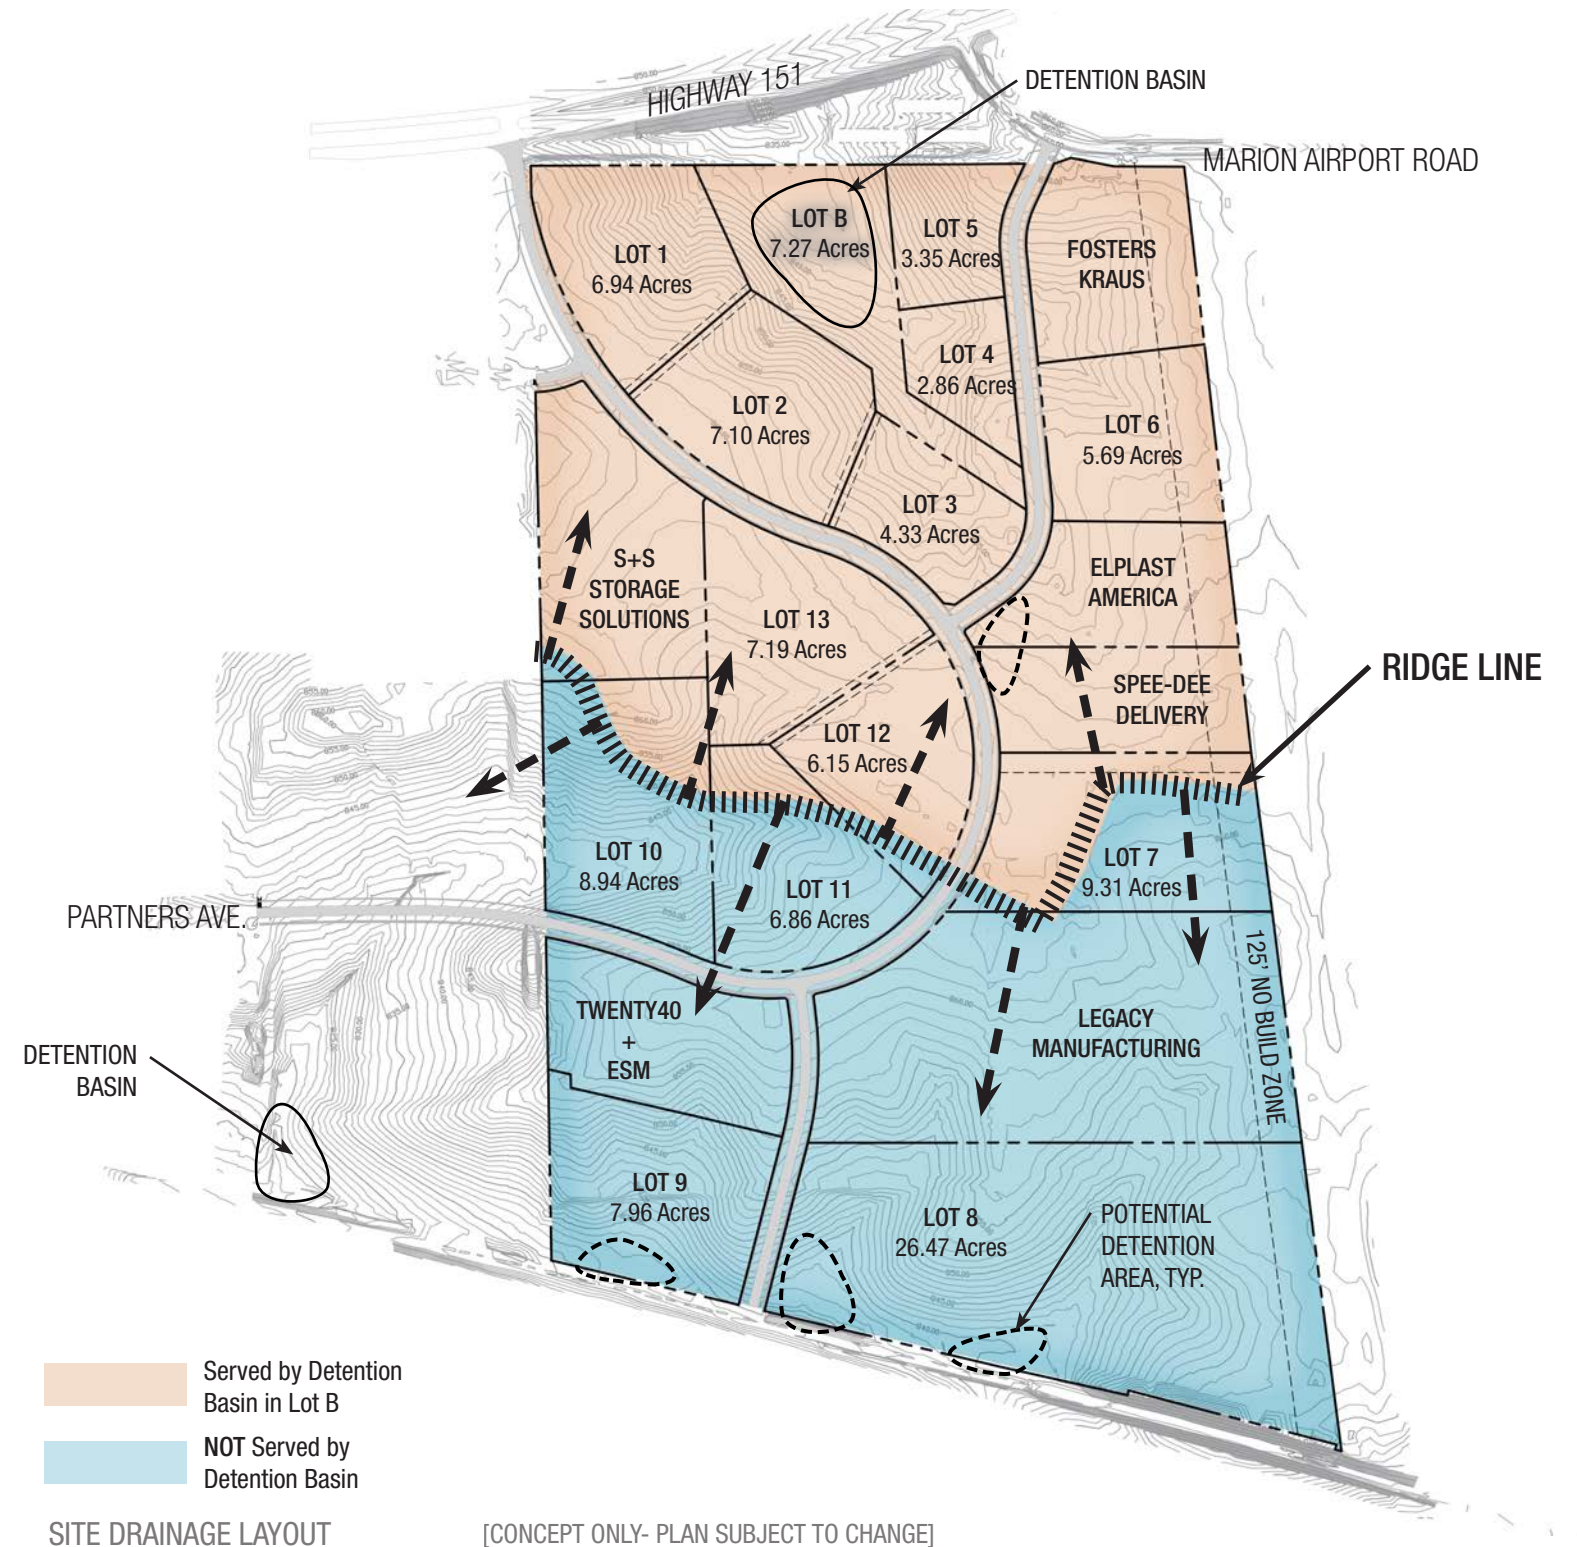 HIGHWAY 151
DETENTION BASIN
MARION AIRPORT ROAD
LOT B
7.27 Acres
LOT 5
3.35 Acres
FOSTERS
KRAUS
LOT 1
6.94 Acres
LOT 4
2.86 Acres
LOT 2
7.10 Acres
LOT 6
5.69 Acres
LOT 3
4.33 Acres
S+S
STORAGE
SOLUTIONS
ELPLAST
AMERICA
LOT 13
7.19 Acres
RIDGE LINE
SPEE-DEE
DELIVERY
LOT 12
6.15 Acres
LOT 10
8.94 Acres
LOT 11
6.86 Acres
LOT 7
9.31 Acres
PARTNERS AVE.
TWENTY40
+
ESM
LEGACY
MANUFACTURING
125' NO BUILD ZONE
DETENTION
BASIN
LOT 9
7.96 Acres
LOT 8
26.47 Acres
POTENTIAL
DETENTION
AREA, TYP.
Served by Detention
Basin in Lot B
NOT Served by
Detention Basin
SITE DRAINAGE LAYOUT
[CONCEPT ONLY- PLAN SUBJECT TO CHANGE]